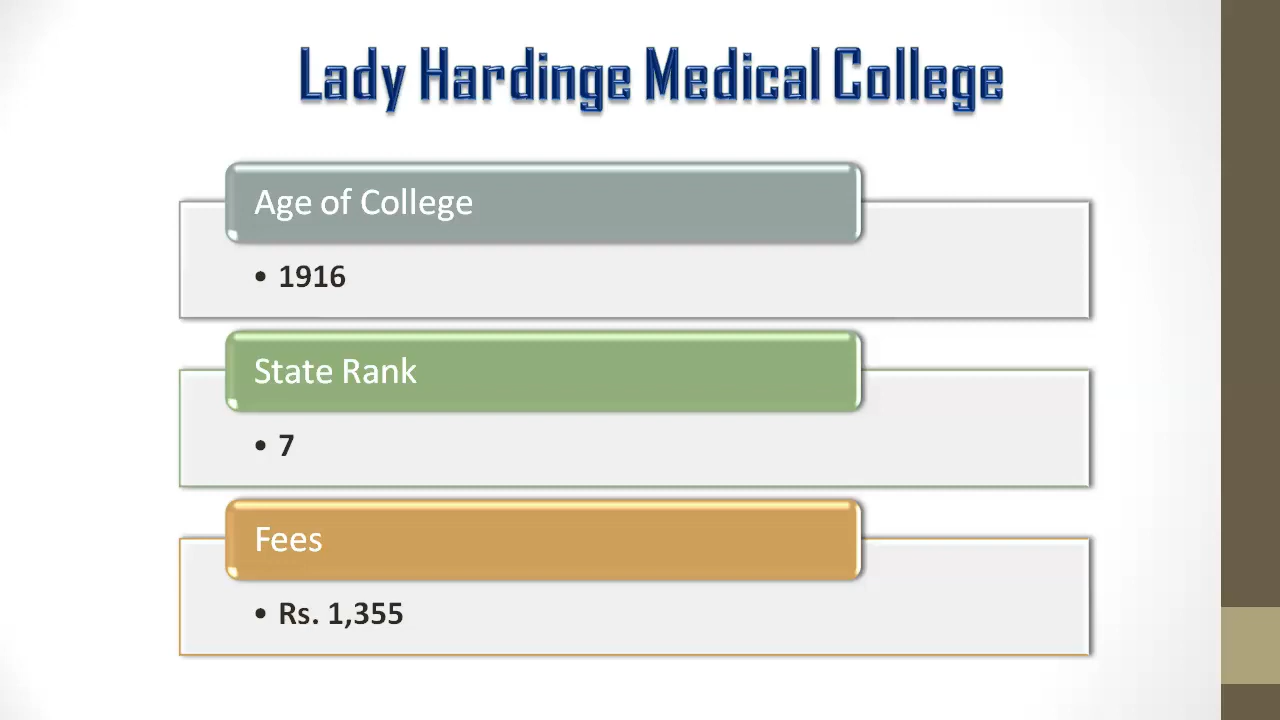 Lady Hardinge Medical College
Age of College
• 1916
State Rank
• 7
Fees
• Rs. 1,355